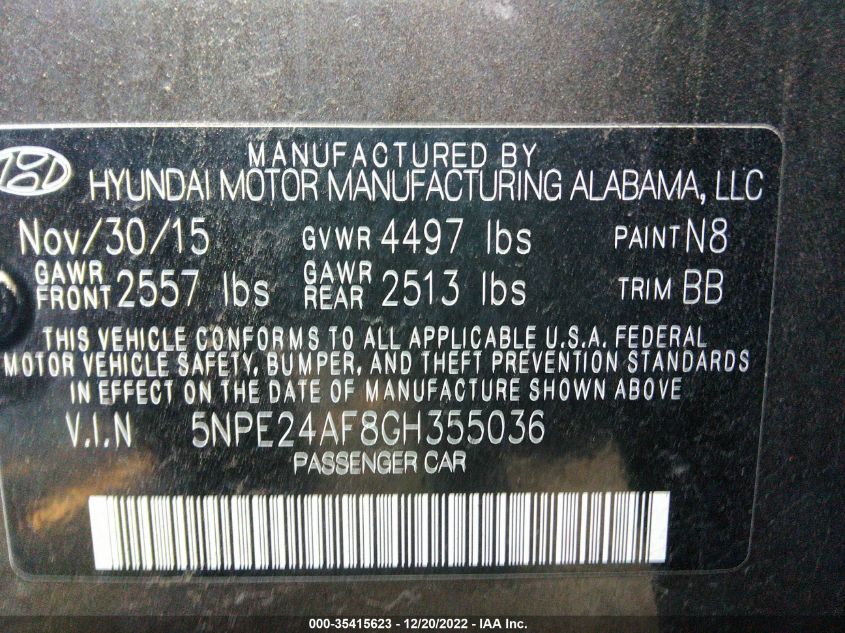 MANUFACTURED BY
HYUNDAI MOTOR MANUFACTURING ALABAMA, LLC
Nov/30/15 GVWR 4497 lbs PAINT N8
GAWR FRONT 2557 lbs GAWR REAR 2513 lbs TRIM BB
THIS VEHICLE CONFORMS TO ALL APPLICABLE U.S.A. FEDERAL
MOTOR VEHICLE SAFETY, BUMPER, AND THEFT PREVENTION STANDARDS
IN EFFECT ON THE DATE OF MANUFACTURE SHOWN ABOVE
V.I.N 5NPE24AF8GH355036
PASSENGER CAR
000-35415623 - 12/20/2022 - IAA Inc.